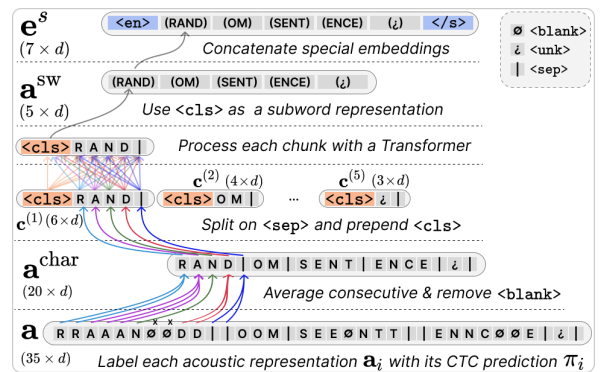 e^s <en> (RAND) (OM) (SENT) (ENCE) (¿) </s>
(7 × d) Concatenate special embeddings
Ø <blank>
¿ <unk>
| <sep>
a^sw (RAND) (OM) (SENT) (ENCE) (¿)
(5 × d) Use <cls> as a subword representation
<cls> R A N D | Process each chunk with a Transformer
c^(2) (4×d) c^(5) (3×d)
<cls> R A N D | <cls> O M | ... <cls> ¿ |
c^(1) (6×d) Split on <sep> and prepend <cls>
a^char R A N D | O M | S E N T | E N C E | ¿ |
(20 × d) Average consecutive & remove <blank>
x x
a R R A A A N Ø Ø D D | | O O M | S E E Ø N T T | | E N N C Ø Ø E | ¿ |
(35 × d) Label each acoustic representation a_i with its CTC prediction π_i